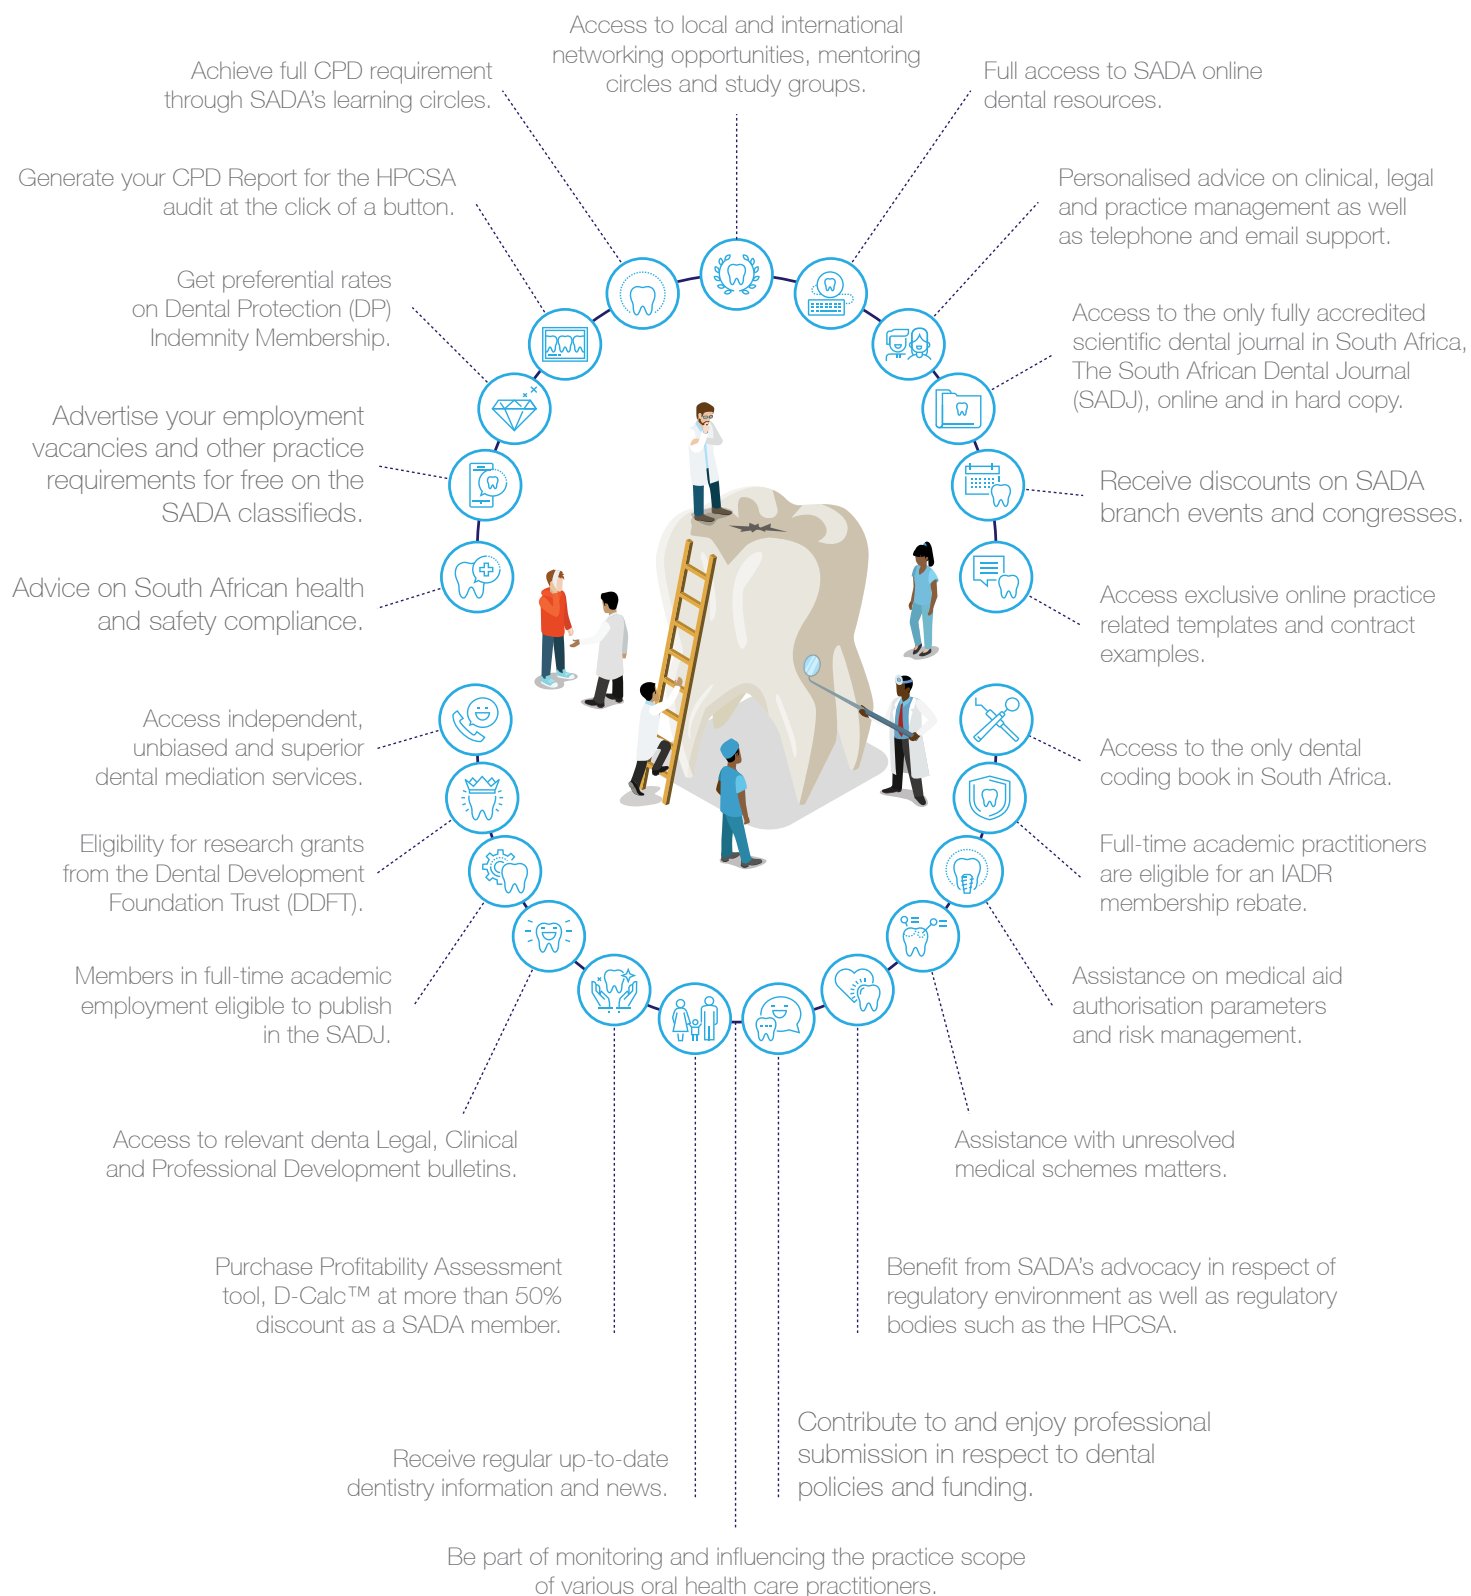 Access to local and international
networking opportunities, mentoring
circles and study groups.
Achieve full CPD requirement
through SADA's learning circles.
Full access to SADA online
dental resources.
Generate your CPD Report for the HPCSA
audit at the click of a button.
Personalised advice on clinical, legal
and practice management as well
as telephone and email support.
Get preferential rates
on Dental Protection (DP)
Indemnity Membership.
Access to the only fully accredited
scientific dental journal in South Africa,
The South African Dental Journal
(SADJ), online and in hard copy.
Advertise your employment
vacancies and other practice
requirements for free on the
SADA classifieds.
Receive discounts on SADA
branch events and congresses.
Advice on South African health
and safety compliance.
Access exclusive online practice
related templates and contract
examples.
Access independent,
unbiased and superior
dental mediation services.
Access to the only dental
coding book in South Africa.
Eligibility for research grants
from the Dental Development
Foundation Trust (DDFT).
Full-time academic practitioners
are eligible for an IADR
membership rebate.
Members in full-time academic
employment eligible to publish
in the SADJ.
Assistance on medical aid
authorisation parameters
and risk management.
Access to relevant denta Legal, Clinical
and Professional Development bulletins.
Assistance with unresolved
medical schemes matters.
Purchase Profitability Assessment
tool, D-Calc™ at more than 50%
discount as a SADA member.
Benefit from SADA's advocacy in respect of
regulatory environment as well as regulatory
bodies such as the HPCSA.
Receive regular up-to-date
dentistry information and news.
Contribute to and enjoy professional
submission in respect to dental
policies and funding.
Be part of monitoring and influencing the practice scope
of various oral health care practitioners.